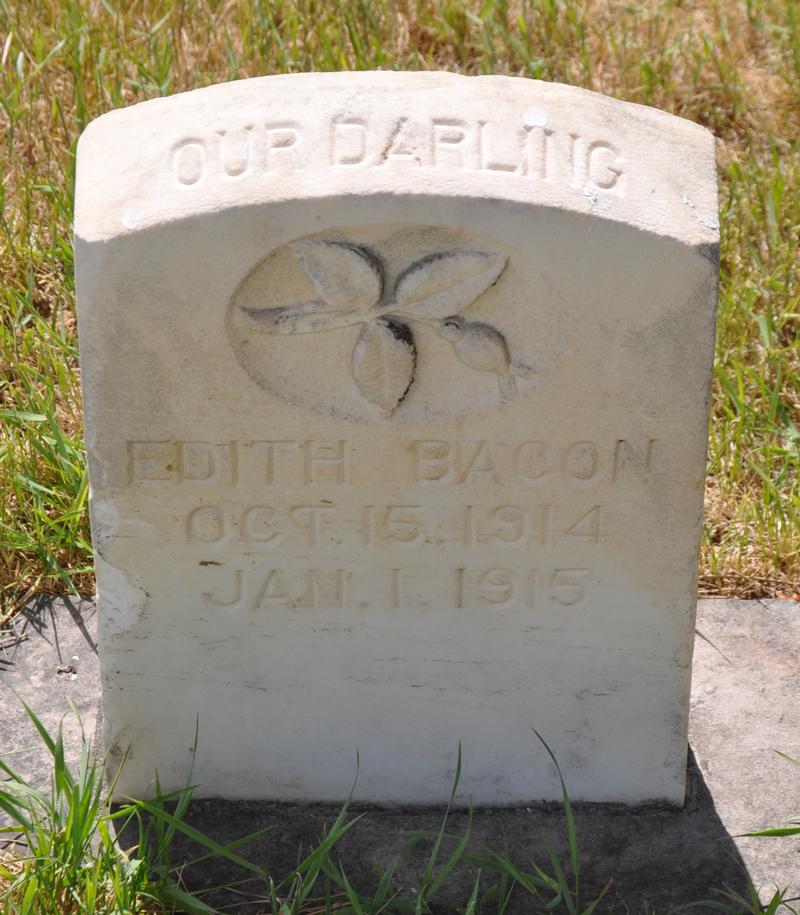 OUR DARLING
EDITH BACON
OCT. 15, 1914
JAN. 1. 1915